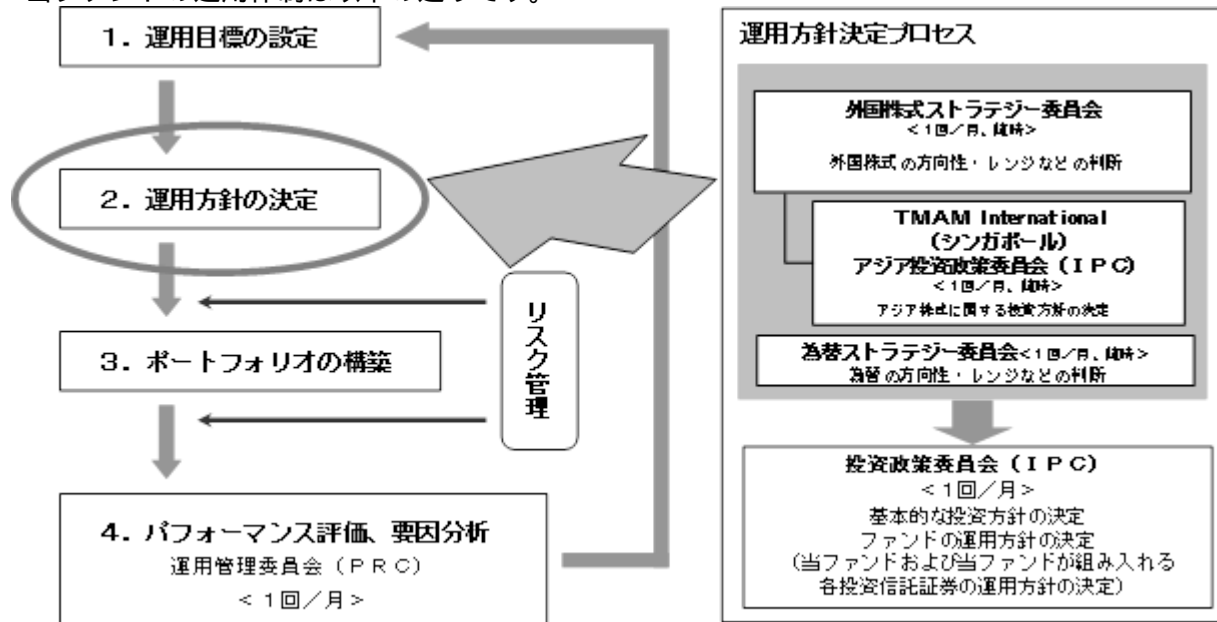 当ファンドの運用体制は以下の通りです。
1. 運用目標の設定
2. 運用方針の決定
3. ポートフォリオの構築
4. パフォーマンス評価、要因分析
運用管理委員会(PRC)
<1回/月>
リスク管理
運用方針決定プロセス
外国株式ストラテジー委員会
<1回/月、随時>
外国株式の方向性・レンジなどの判断
TMAM International
(シンガポール)
アジア投資政策委員会(IPC)
<1回/月、随時>
アジア株式に関する投資方針の決定
為替ストラテジー委員会<1回/月、随時>
為替の方向性・レンジなどの判断
投資政策委員会(IPC)
<1回/月>
基本的な投資方針の決定
ファンドの運用方針の決定
(当ファンドおよび当ファンドが組み入れる
各投資信託証券の運用方針の決定)